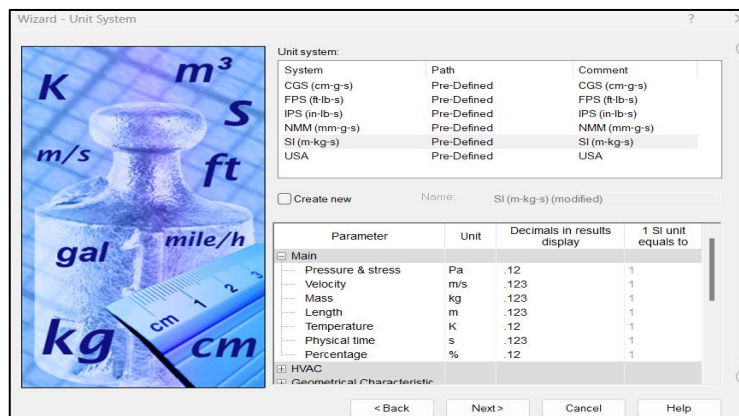 Wizard - Unit System ?
K
m³
S
m/s
ft
gal
mile/h
cm 1 2 3
kg
cm
Unit system:
System Path Comment
CGS (cm-g-s) Pre-Defined CGS (cm-g-s)
FPS (ft-lb-s) Pre-Defined FPS (ft-lb-s)
IPS (in-lb-s) Pre-Defined IPS (in-lb-s)
NMM (mm-g-s) Pre-Defined NMM (mm-g-s)
SI (m-kg-s) Pre-Defined SI (m-kg-s)
USA Pre-Defined USA
Create new Name: SI (m-kg-s) (modified)
Parameter Unit Decimals in results display 1 SI unit equals to
Main
Pressure & stress Pa .12 1
Velocity m/s .123 1
Mass kg .123 1
Length m .123 1
Temperature K .12 1
Physical time s .123 1
Percentage % .12 1
HVAC
Geometrical Characteristic
< Back Next > Cancel Help